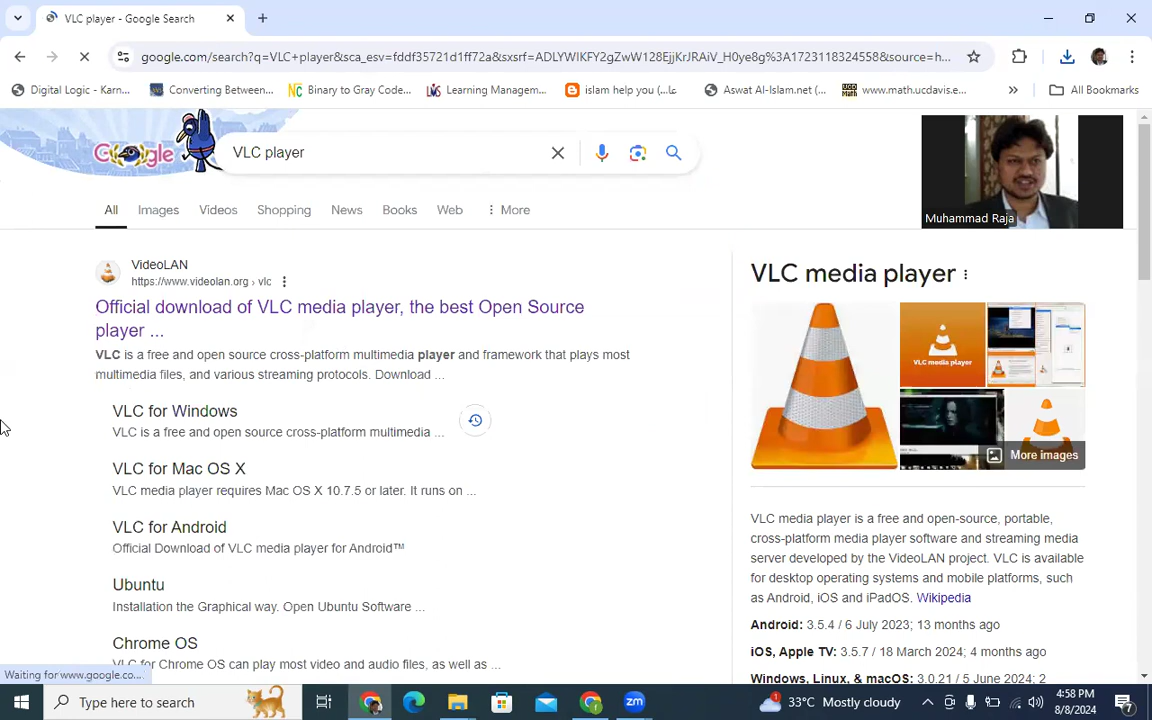 VLC player - Google Search
google.com/search?q=VLC+player&sca_esv=fddf35721d1ff72a&sxsrf=ADLYWIKFY2gZwW128EjjKrJRAiV_H0ye8g%3A1723118324558&source=h...
Digital Logic - Karn...
Converting Between...
Binary to Gray Code...
Learning Managem...
islam help you (...عا
Aswat Al-Islam.net (...
www.math.ucdavis.e...
All Bookmarks
Google
VLC player
Muhammad Raja
All
Images
Videos
Shopping
News
Books
Web
More
VideoLAN
https://www.videolan.org › vlc
Official download of VLC media player, the best Open Source
player ...
VLC is a free and open source cross-platform multimedia player and framework that plays most
multimedia files, and various streaming protocols. Download ...
VLC for Windows
VLC is a free and open source cross-platform multimedia ...
VLC for Mac OS X
VLC media player requires Mac OS X 10.7.5 or later. It runs on ...
VLC for Android
Official Download of VLC media player for Android™
Ubuntu
Installation the Graphical way. Open Ubuntu Software ...
Chrome OS
VLC for Chrome OS can play most video and audio files, as well as ...
VLC media player
VLC media player
More images
VLC media player is a free and open-source, portable,
cross-platform media player software and streaming media
server developed by the VideoLAN project. VLC is available
for desktop operating systems and mobile platforms, such
as Android, iOS and iPadOS. Wikipedia
Android: 3.5.4 / 6 July 2023; 13 months ago
iOS, Apple TV: 3.5.7 / 18 March 2024; 4 months ago
Windows, Linux, & macOS: 3.0.21 / 5 June 2024; 2
Waiting for www.google.co...
Type here to search
zm
1
33°C Mostly cloudy
4:58 PM
8/8/2024
7